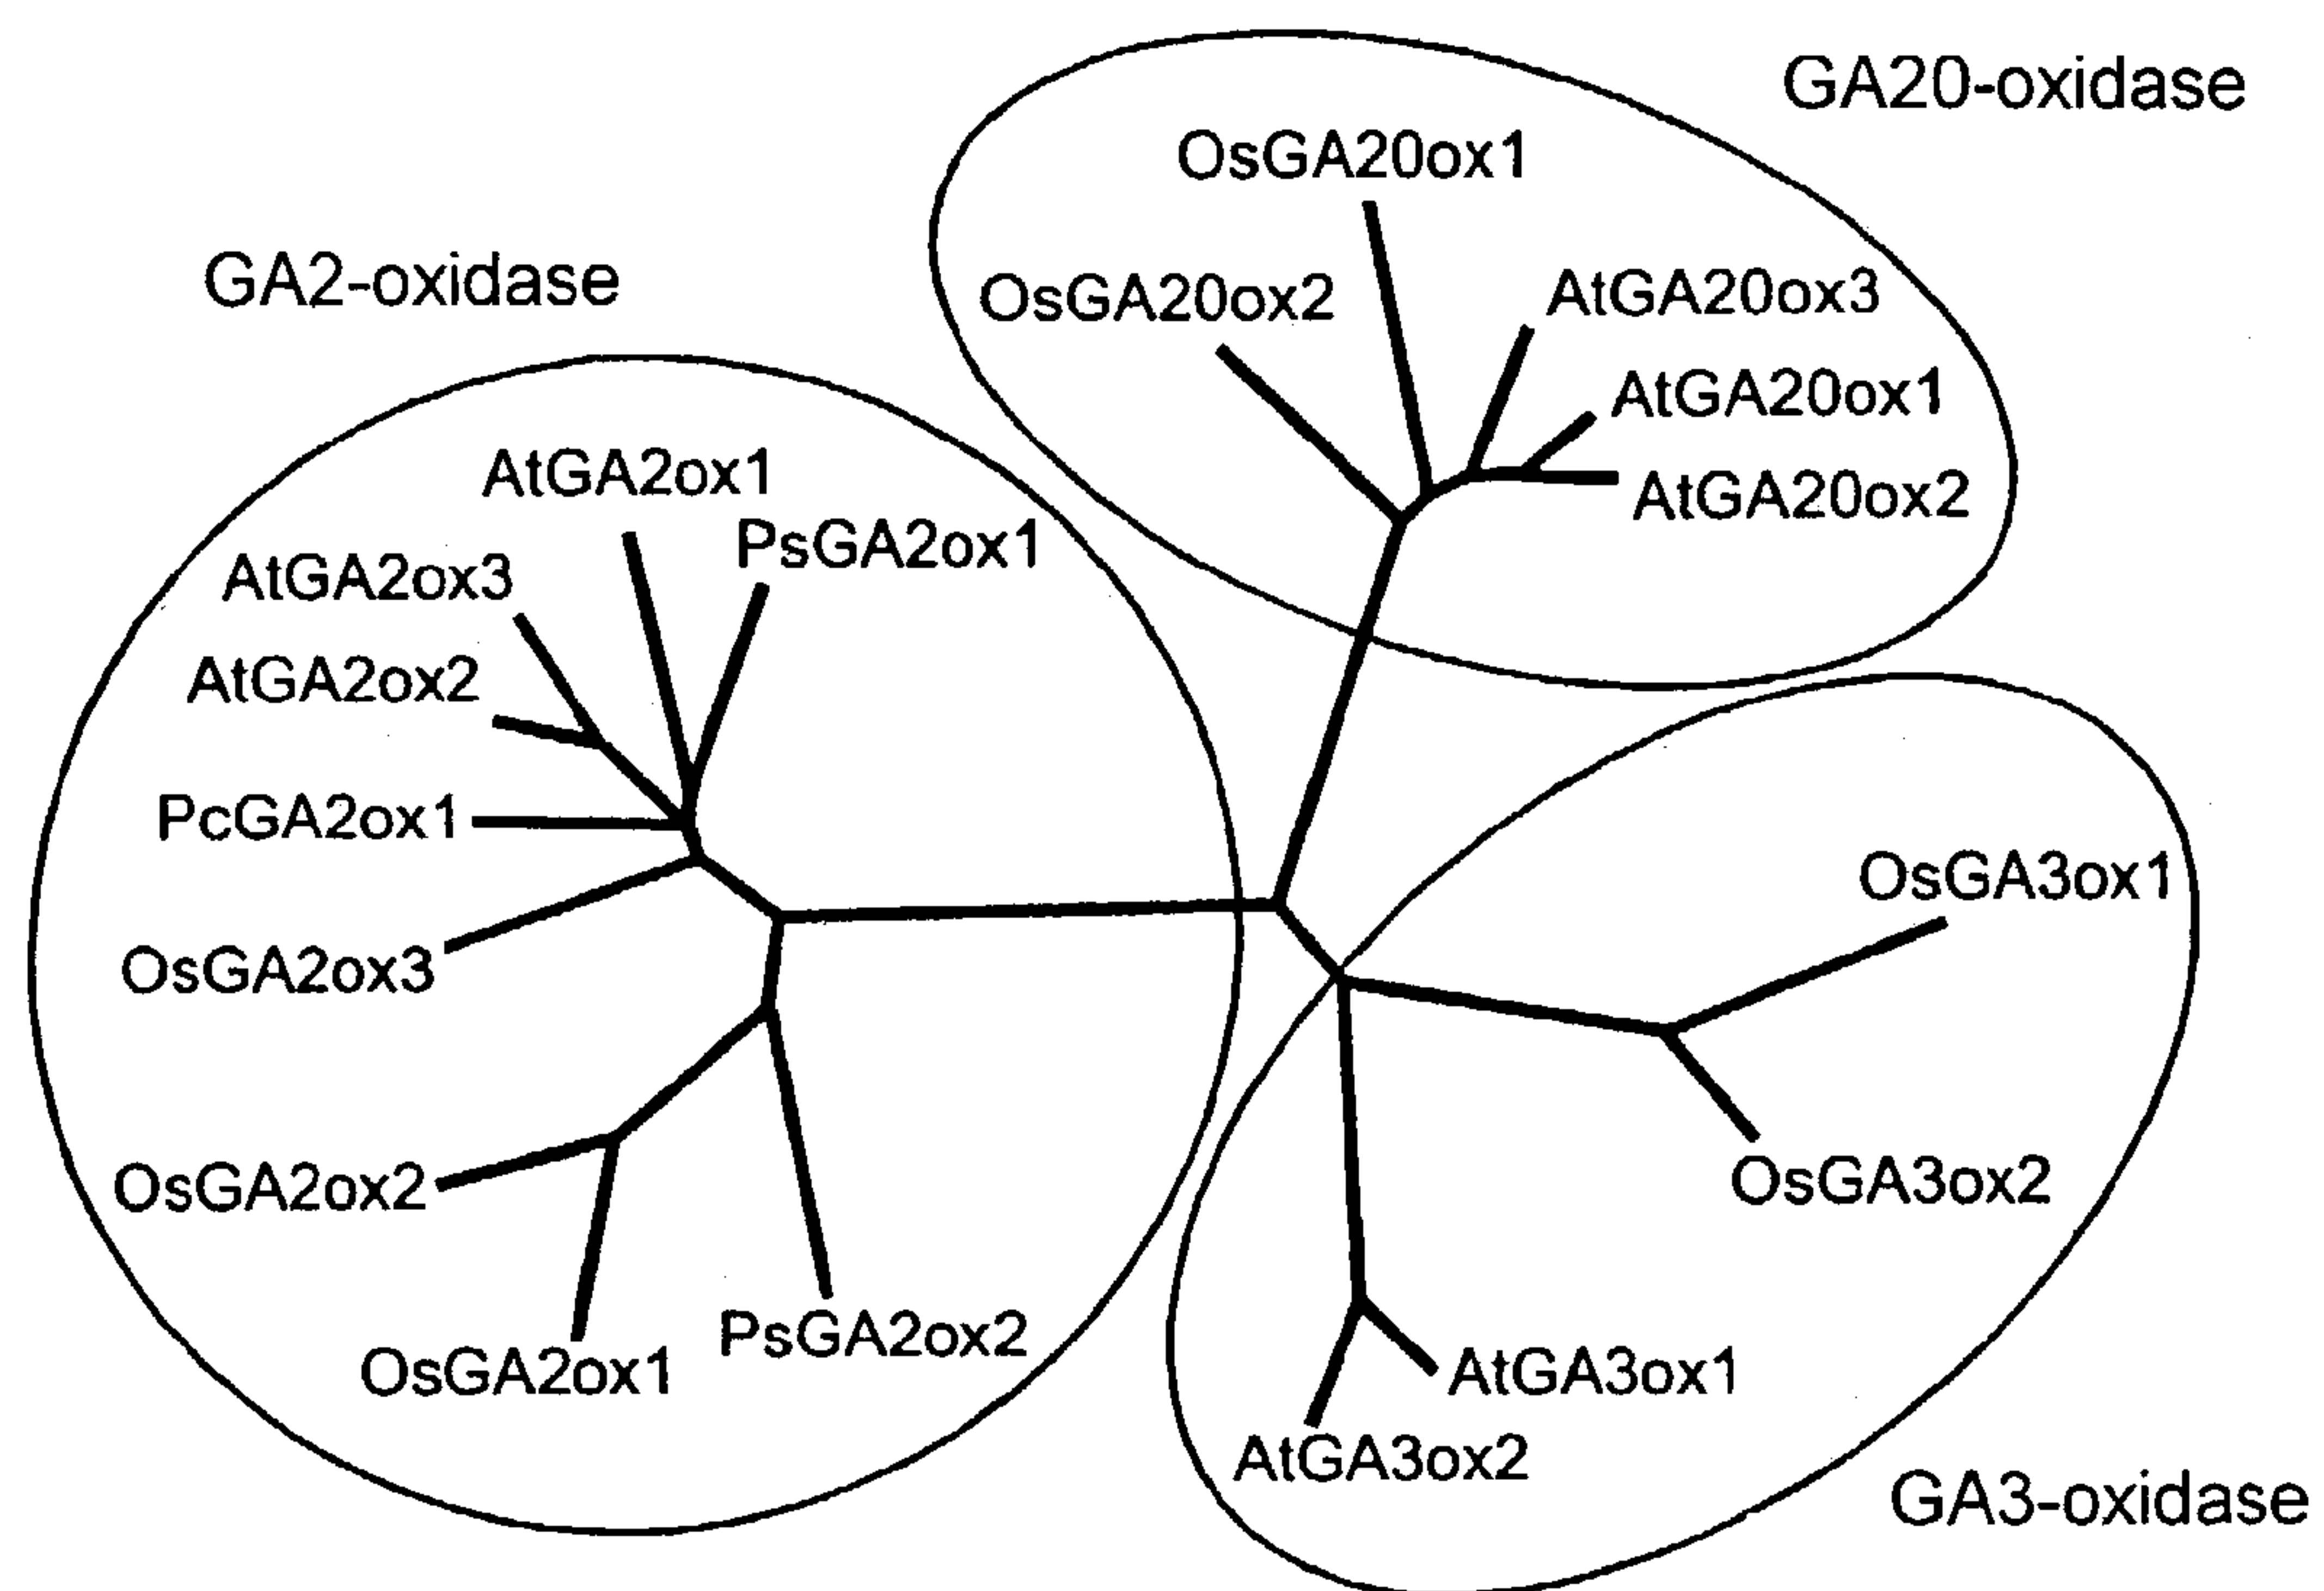 GA20-oxidase
OsGA20ox1
OsGA20ox2
AtGA20ox3
AtGA20ox1
AtGA20ox2
GA2-oxidase
AtGA2ox1
PsGA2ox1
AtGA2ox3
AtGA2ox2
PcGA2ox1
OsGA2ox3
OsGA2ox2
OsGA2ox1
PsGA2ox2
OsGA3ox1
OsGA3ox2
AtGA3ox1
AtGA3ox2
GA3-oxidase